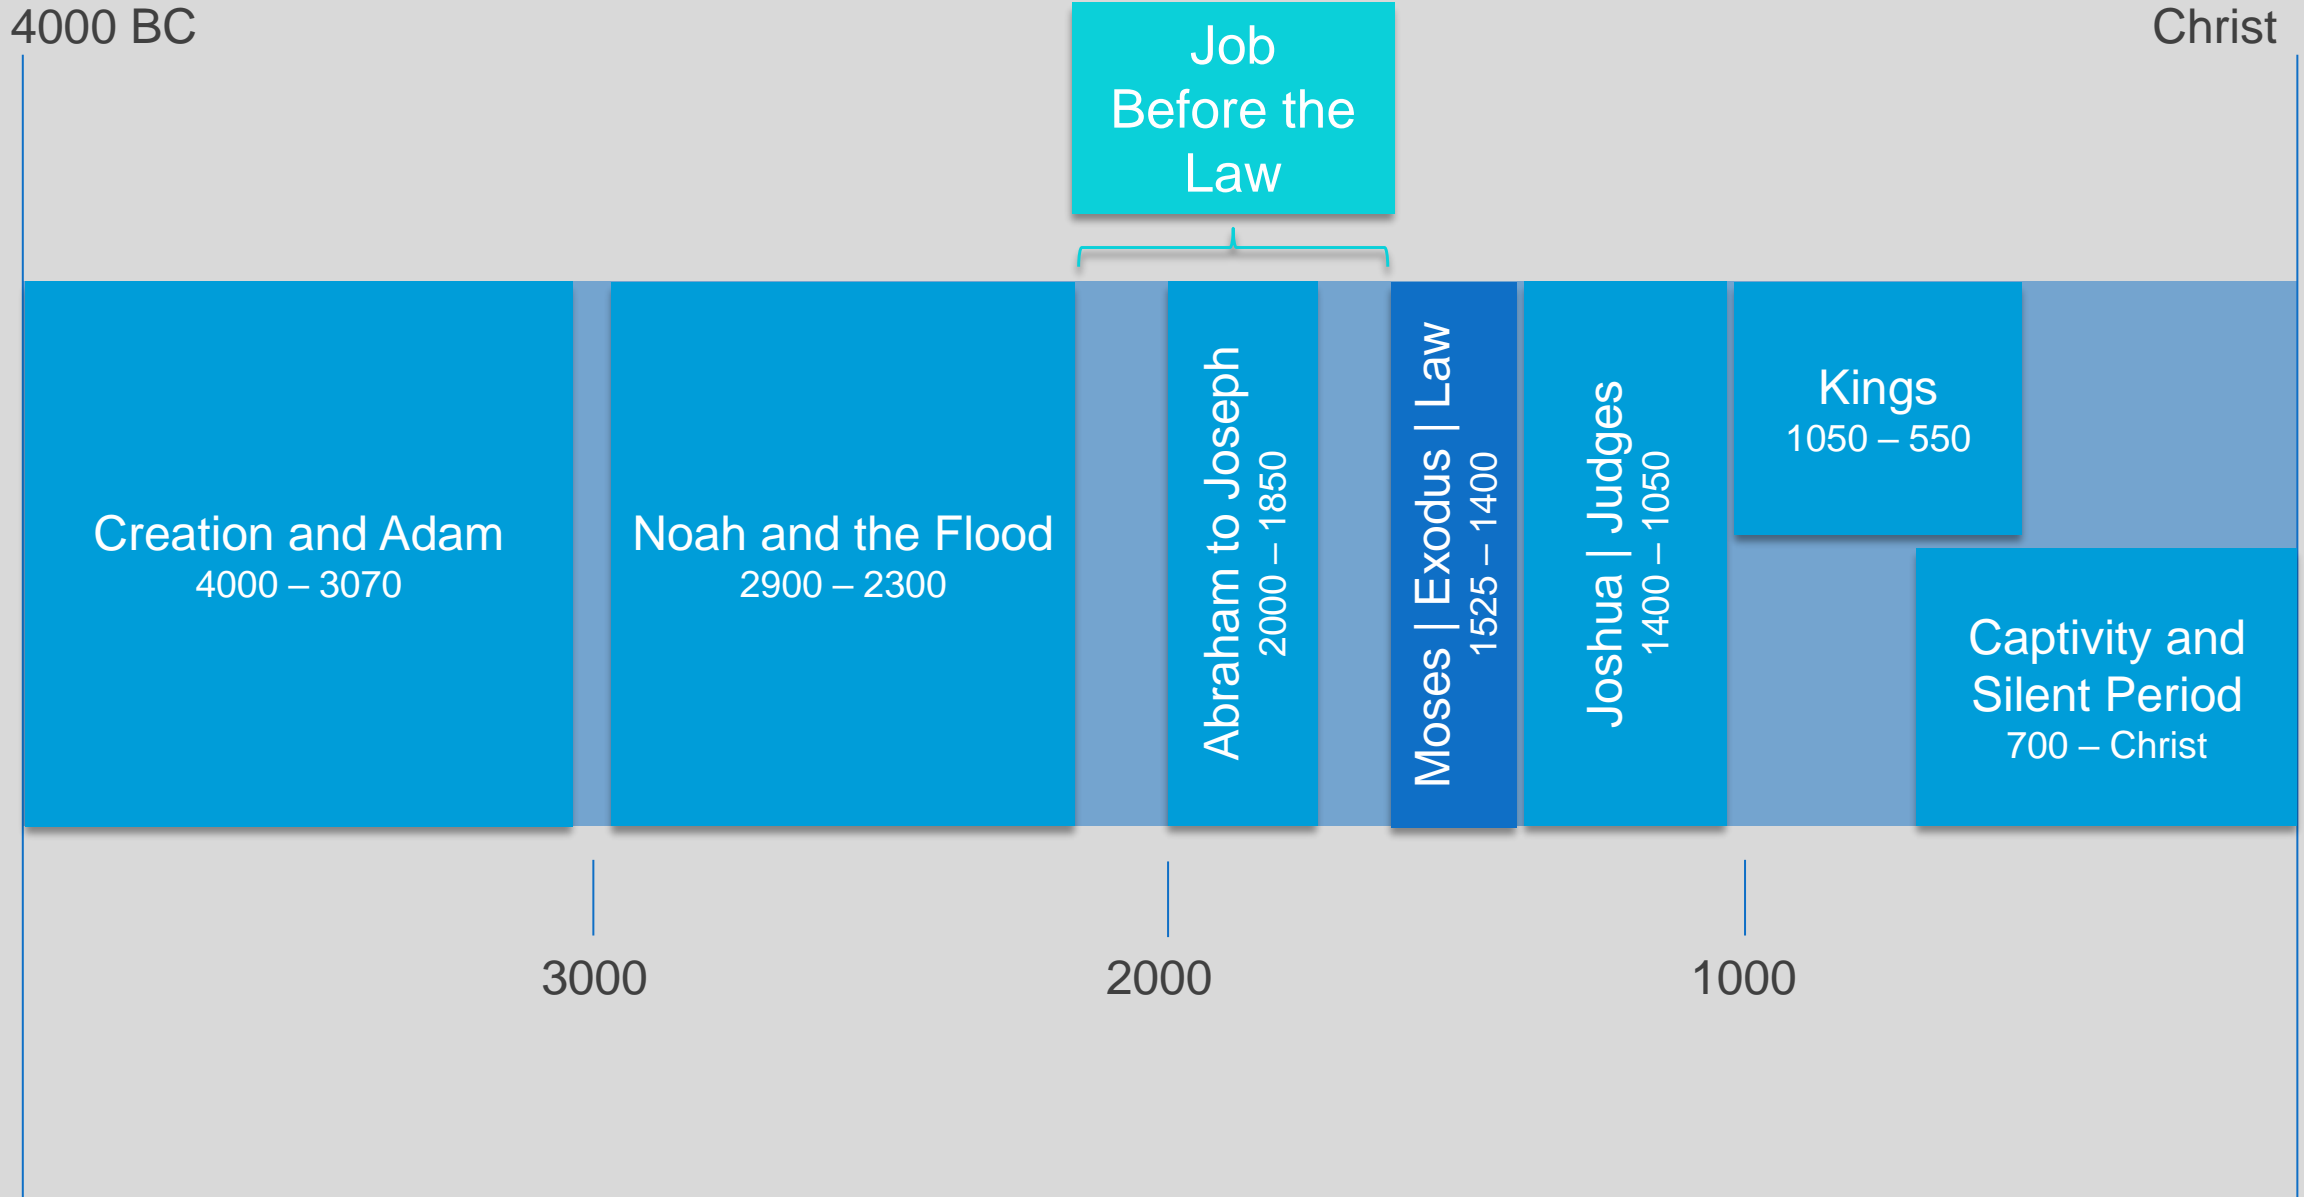 4000 BC
Christ
Job
Before the
Law
Creation and Adam
4000 – 3070
Noah and the Flood
2900 – 2300
Abraham to Joseph
2000 – 1850
Moses | Exodus | Law
1525 – 1400
Joshua | Judges
1400 – 1050
Kings
1050 – 550
Captivity and
Silent Period
700 – Christ
3000
2000
1000